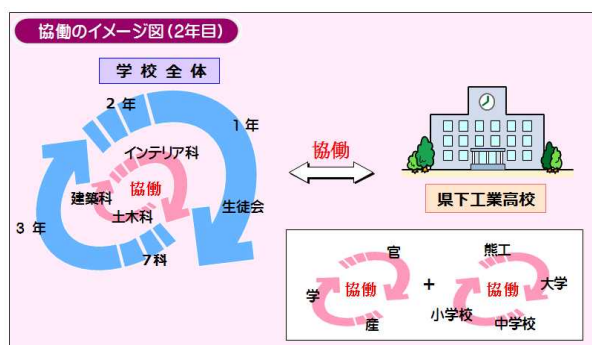 協働のイメージ図(2年目)
学校全体
2年
1年
インテリア科
協働
建築科
土木科
生徒会
3年
7科
協働
県下工業高校
官
協働
学
産
+
熊工
協働
大学
小学校
中学校